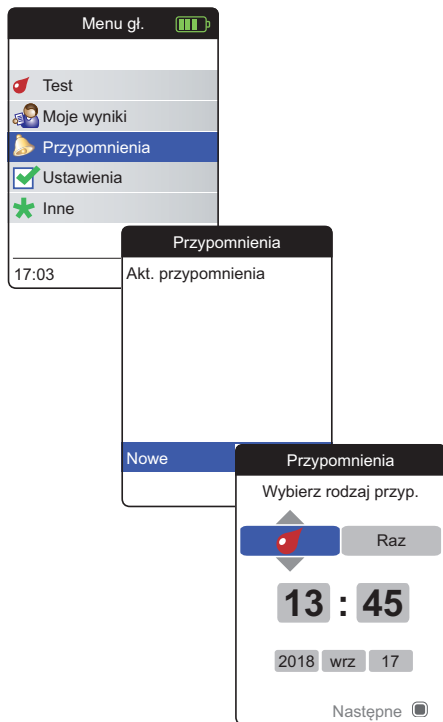 Menu gł.
Test
Moje wyniki
Przypomnienia
Ustawienia
Inne
17:03
Przypomnienia
Akt. przypomnienia
Nowe
Przypomnienia
Wybierz rodzaj przyp.
Raz
13 : 45
2018 wrz 17
Następne